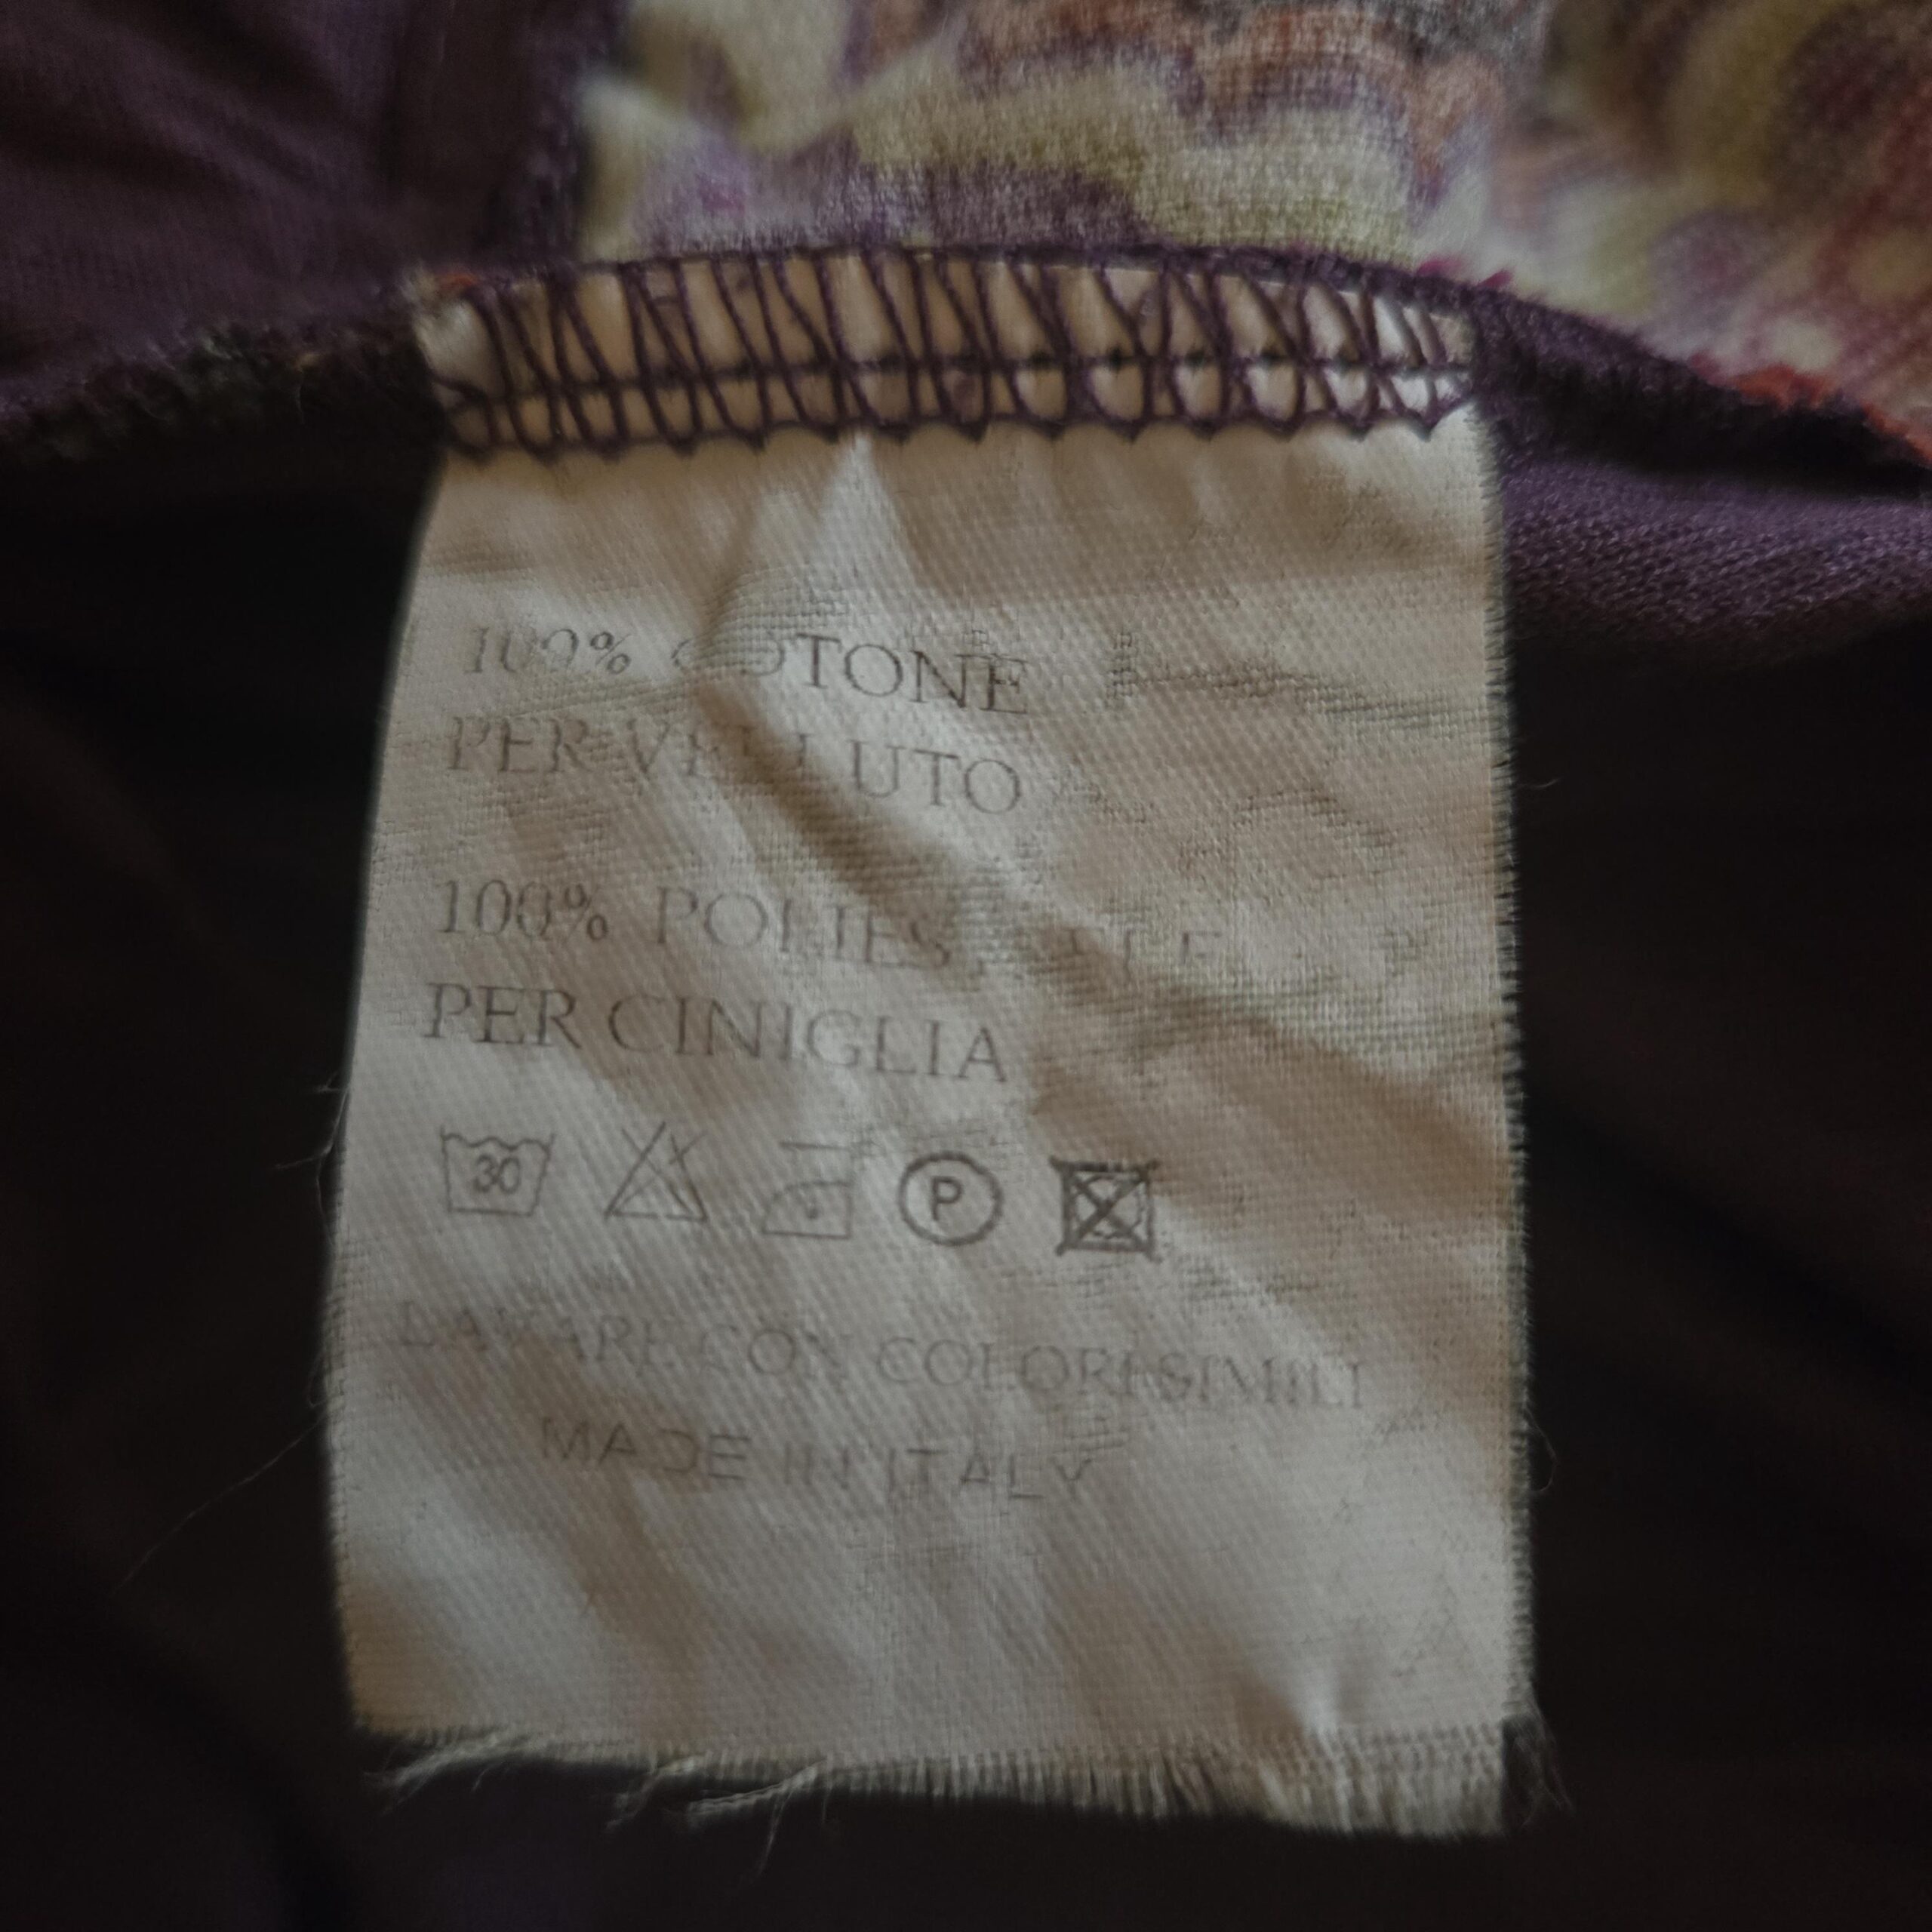 100% COTONE
PER VELLUTO
100% POLIESTERE
PER CINIGLIA
30 P
LAVARE CON COLORI SIMILI
MADE IN ITALY